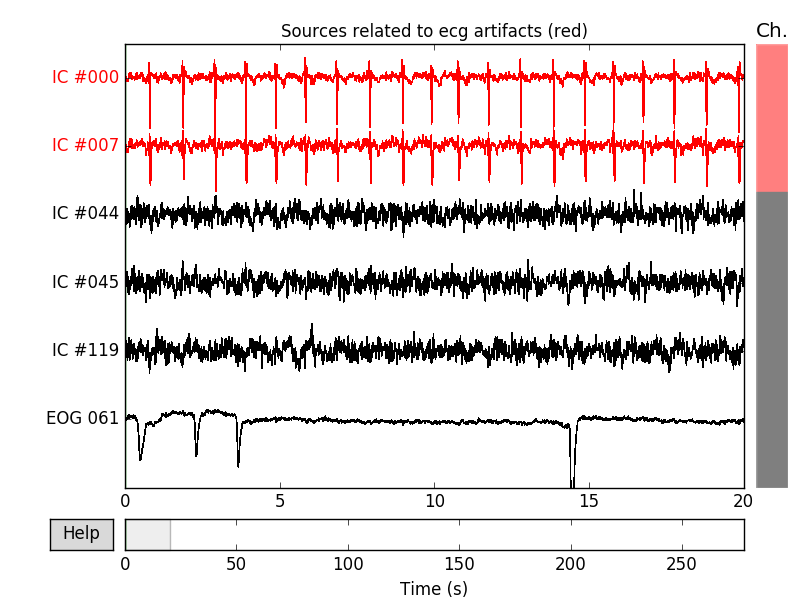 Sources related to ecg artifacts (red)
Ch.
IC #000
IC #007
IC #044
IC #045
IC #119
EOG 061
0 5 10 15 20
Help
0 50 100 150 200 250
Time (s)